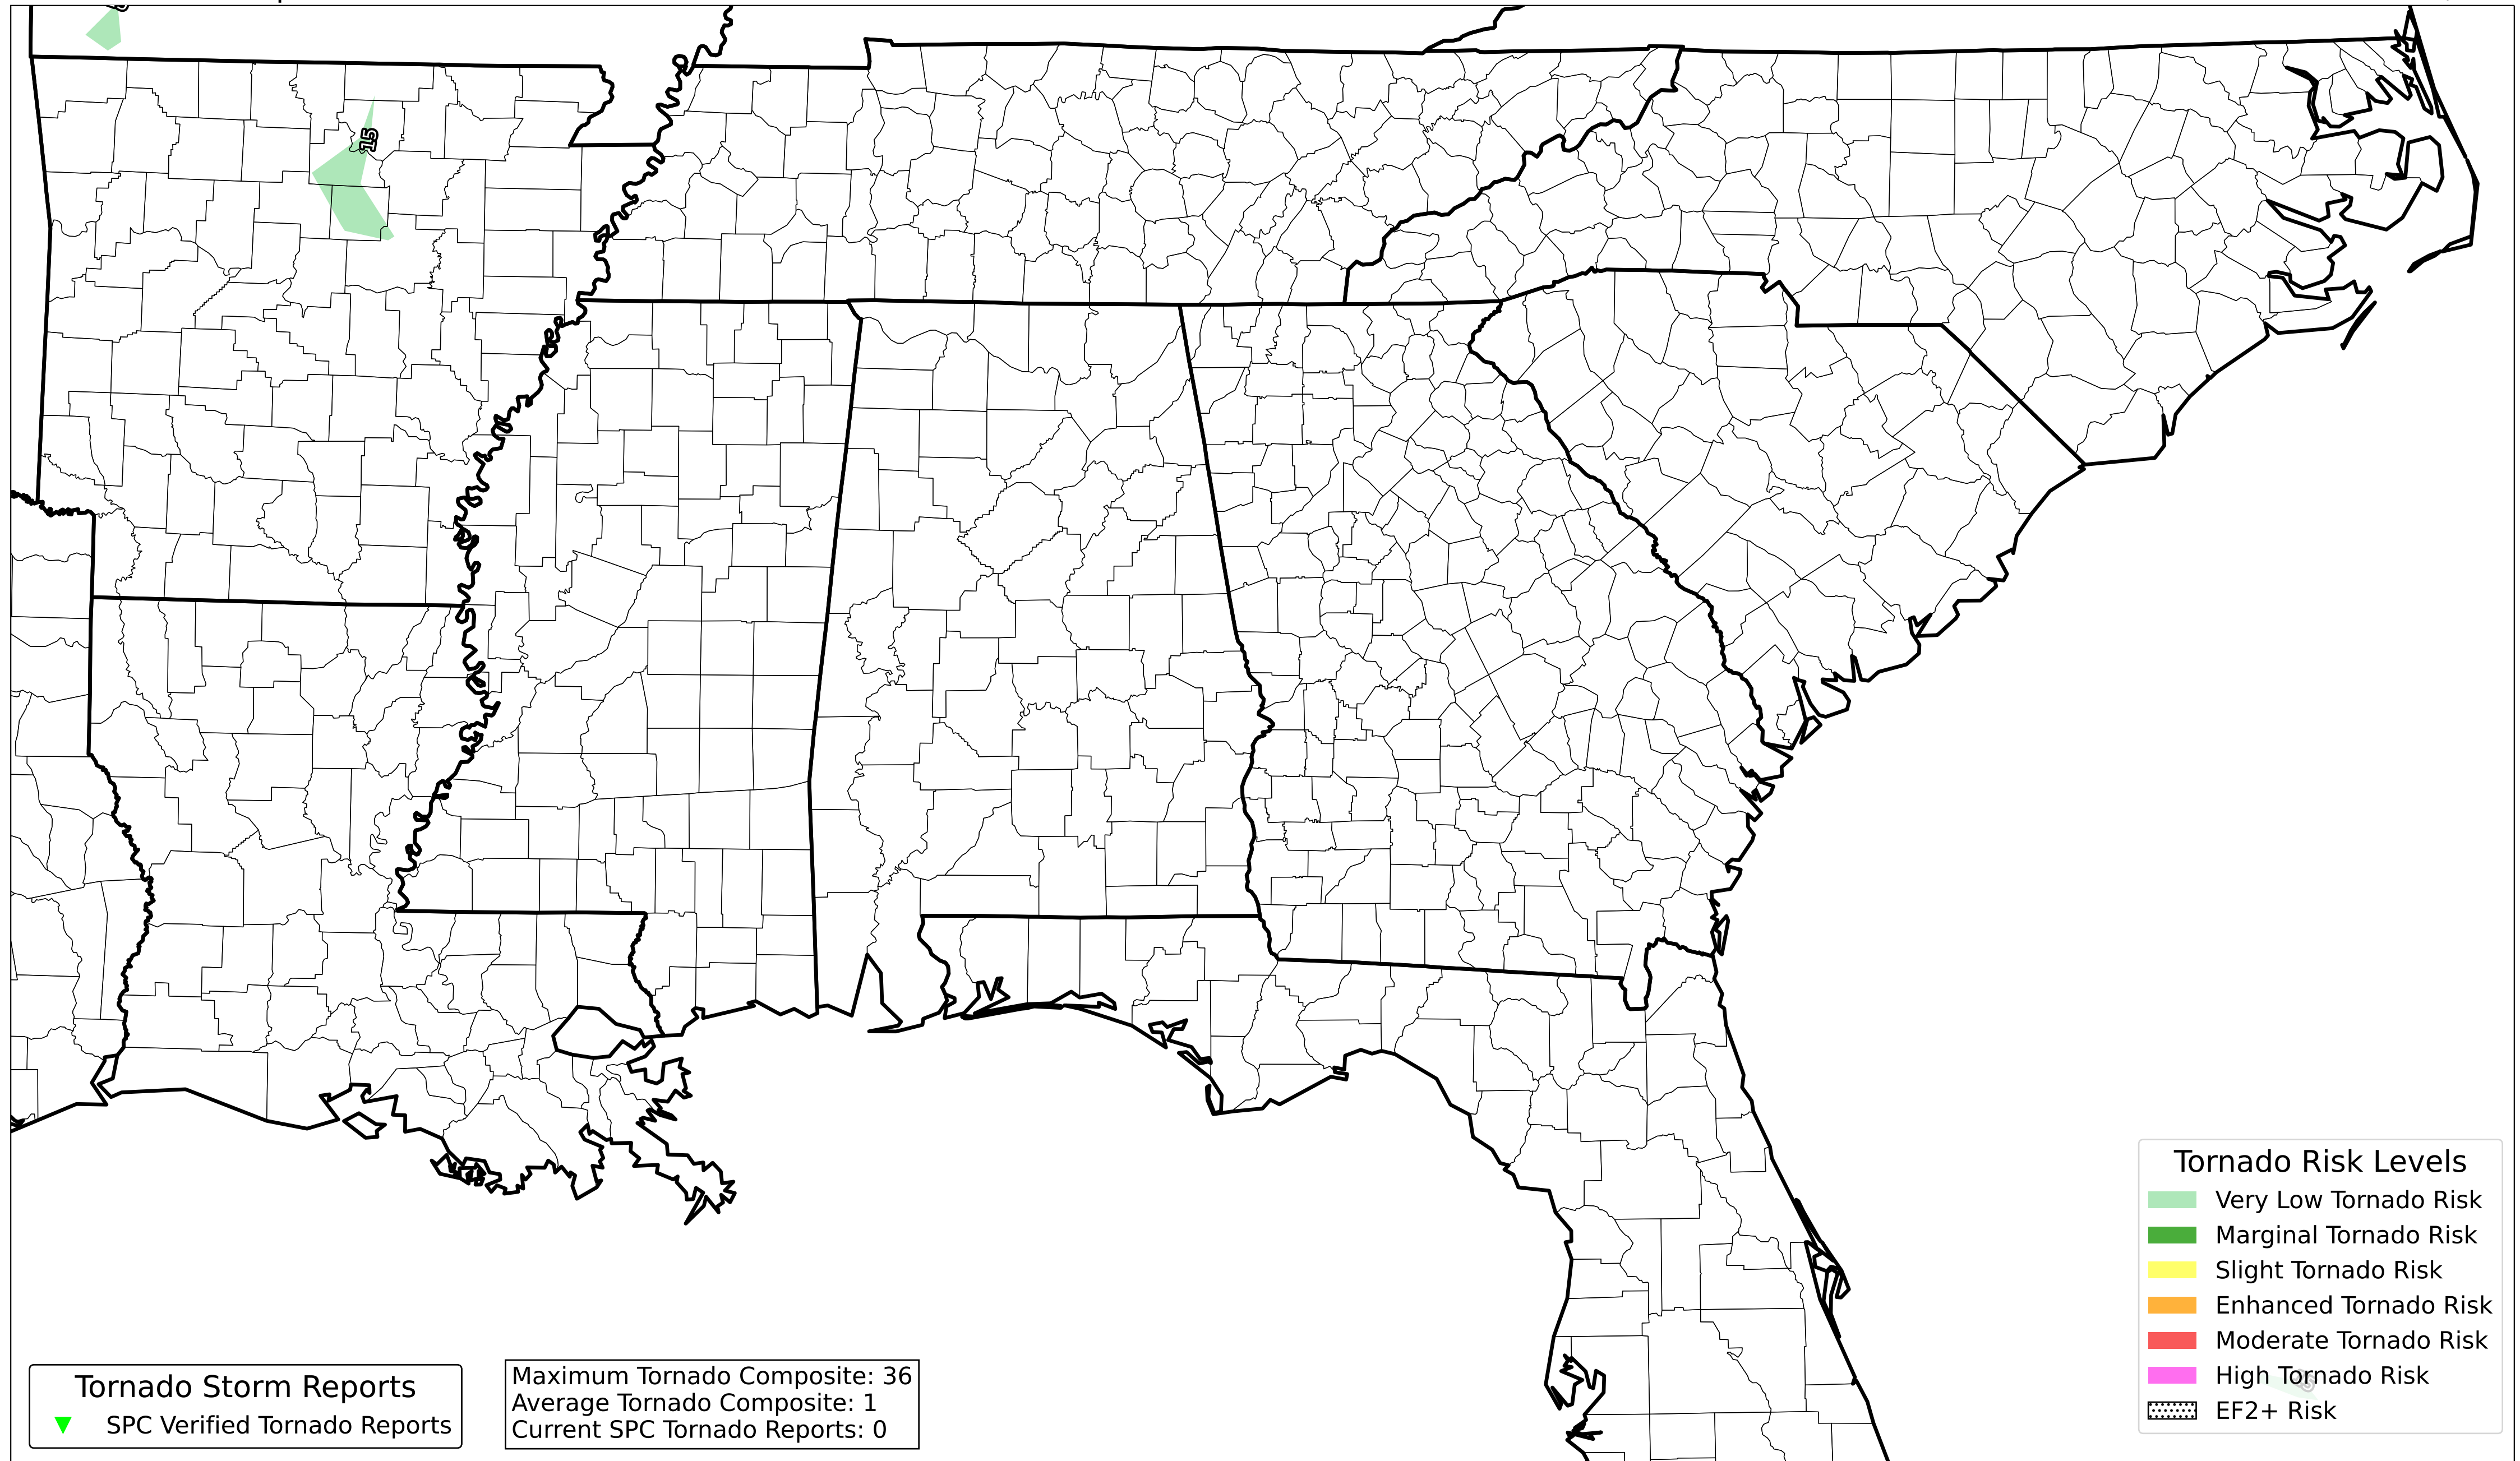 15
Tornado Risk Levels
Very Low Tornado Risk
Marginal Tornado Risk
Slight Tornado Risk
Enhanced Tornado Risk
Moderate Tornado Risk
High Tornado Risk
EF2+ Risk
Tornado Storm Reports
SPC Verified Tornado Reports
Maximum Tornado Composite: 36
Average Tornado Composite: 1
Current SPC Tornado Reports: 0